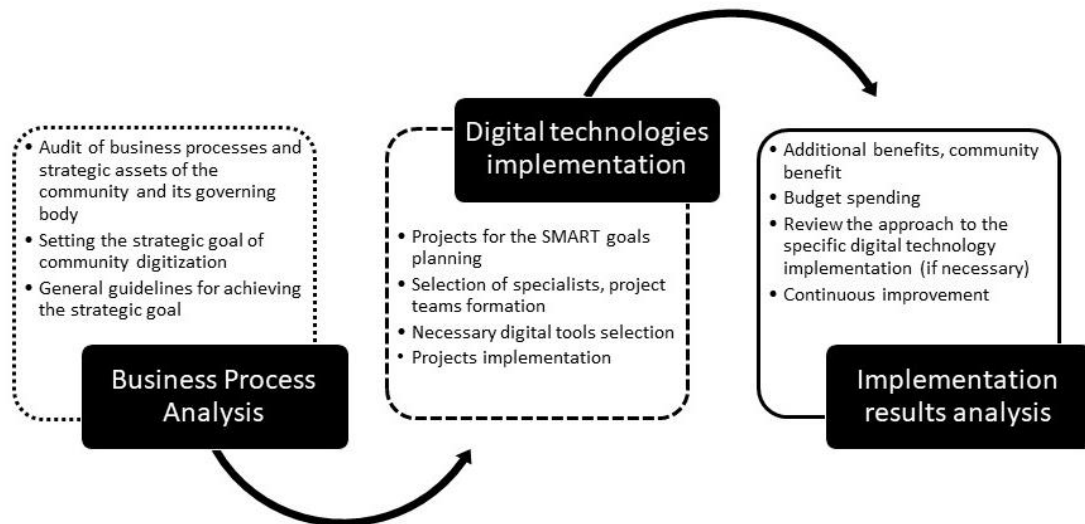 • Audit of business processes and
strategic assets of the
community and its governing
body
• Setting the strategic goal of
community digitization
• General guidelines for achieving
the strategic goal
Business Process
Analysis
Digital technologies
implementation
• Projects for the SMART goals
planning
• Selection of specialists, project
teams formation
• Necessary digital tools selection
• Projects implementation
• Additional benefits, community
benefit
• Budget spending
• Review the approach to the
specific digital technology
implementation (if necessary)
• Continuous improvement
Implementation
results analysis